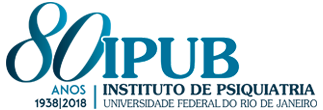 80 IPUB
ANOS
1938|2018
INSTITUTO DE PSIQUIATRIA
UNIVERSIDADE FEDERAL DO RIO DE JANEIRO